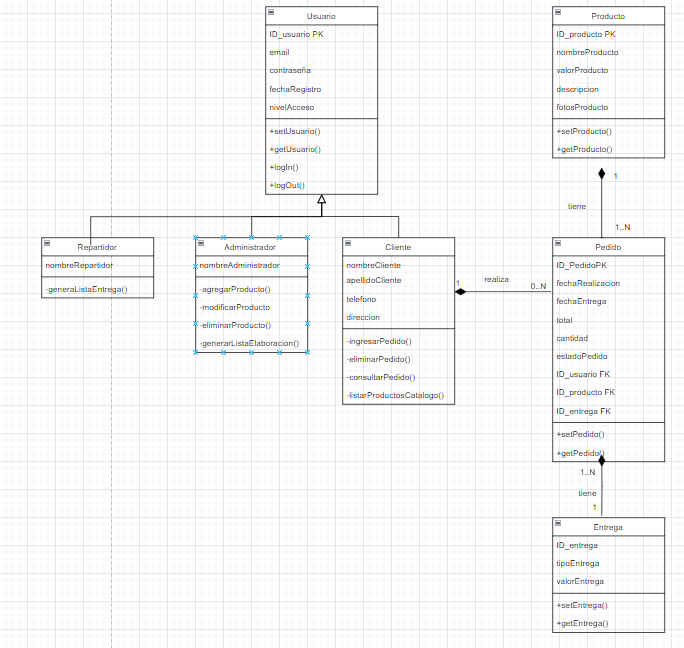 Usuario
ID_usuario PK
email
contraseña
fechaRegistro
nivelAcceso
+setUsuario()
+getUsuario()
+logIn()
+logOut()
Producto
ID_producto PK
nombreProducto
valorProducto
descripcion
fotosProducto
+setProducto()
+getProducto()
1
tiene
1..N
Repartidor
nombreRepartidor
-generaListaEntrega()
Administrador
nombreAdministrador
-agregarProducto()
-modificarProducto
-eliminarProducto()
-generarListaElaboracion()
Cliente
nombreCliente
apellidoCliente
telefono
direccion
-ingresarPedido()
-eliminarPedido()
-consultarPedido()
-listarProductosCatalogo()
1
realiza
0..N
Pedido
ID_PedidoPK
fechaRealizacion
fechaEntrega
total
cantidad
estadoPedido
ID_usuario FK
ID_producto FK
ID_entrega FK
+setPedido()
+getPedido()
1..N
tiene
1
Entrega
ID_entrega
tipoEntrega
valorEntrega
+setEntrega()
+getEntrega()